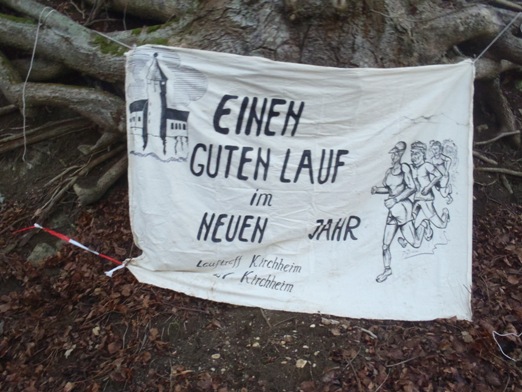 EINEN
GUTEN LAUF
im
NEUEN JAHR
Lauftreff Kirchheim
Kirchheim